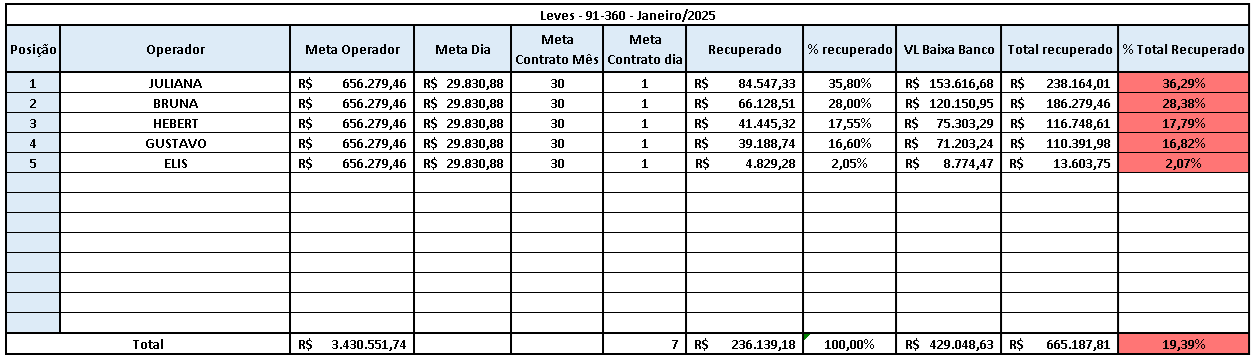 Leves - 91-360 - Janeiro/2025
Posição Operador Meta Operador Meta Dia Meta Contrato Mês Meta Contrato dia Recuperado % recuperado VL Baixa Banco Total recuperado % Total Recuperado
1 JULIANA R$ 656.279,46 R$ 29.830,88 30 1 R$ 84.547,33 35,80% R$ 153.616,68 R$ 238.164,01 36,29%
2 BRUNA R$ 656.279,46 R$ 29.830,88 30 1 R$ 66.128,51 28,00% R$ 120.150,95 R$ 186.279,46 28,38%
3 HEBERT R$ 656.279,46 R$ 29.830,88 30 1 R$ 41.445,32 17,55% R$ 75.303,29 R$ 116.748,61 17,79%
4 GUSTAVO R$ 656.279,46 R$ 29.830,88 30 1 R$ 39.188,74 16,60% R$ 71.203,24 R$ 110.391,98 16,82%
5 ELIS R$ 656.279,46 R$ 29.830,88 30 1 R$ 4.829,28 2,05% R$ 8.774,47 R$ 13.603,75 2,07%
Total R$ 3.430.551,74 7 R$ 236.139,18 100,00% R$ 429.048,63 R$ 665.187,81 19,39%